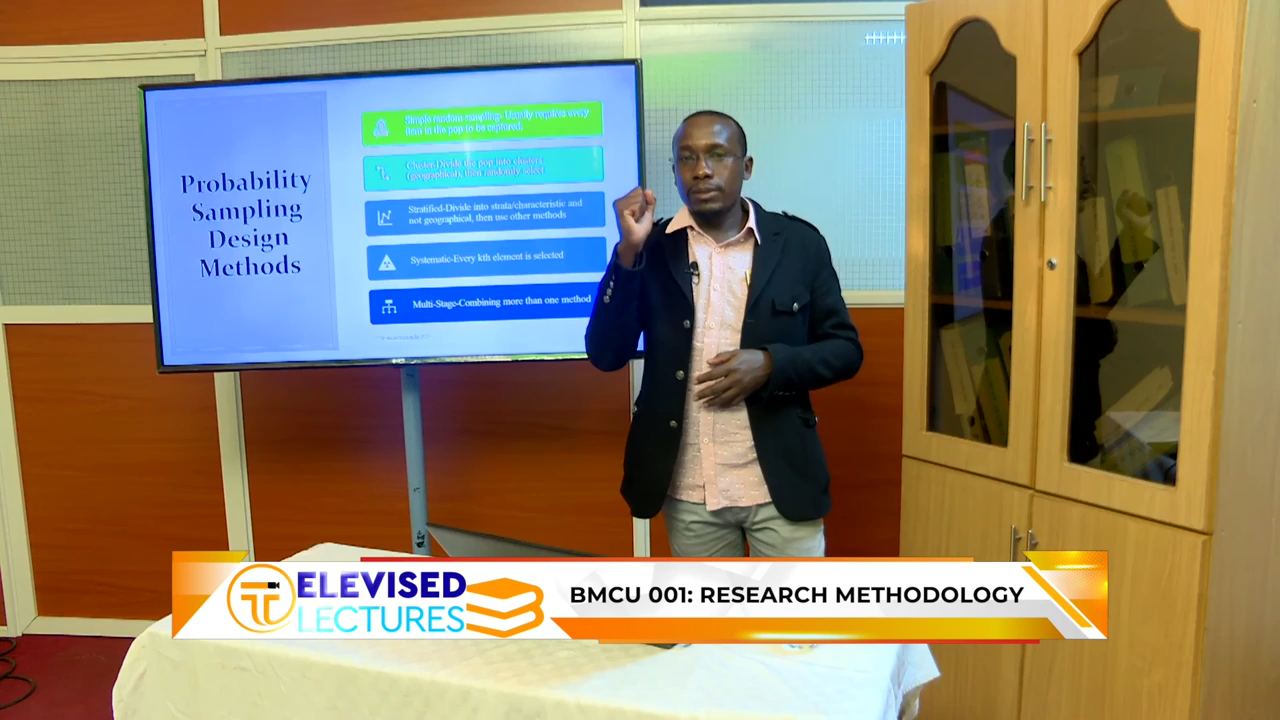 Probability
Sampling
Design
Methods
Simple random sampling- Usually requires every
item in the pop to be captured.
Cluster-Divide the pop into clusters
(geographical), then randomly select
Stratified-Divide into strata/characteristic and
not geographical, then use other methods
Systematic-Every kth element is selected
Multi-Stage-Combining more than one method
TELEVISED
LECTURES
BMCU 001: RESEARCH METHODOLOGY